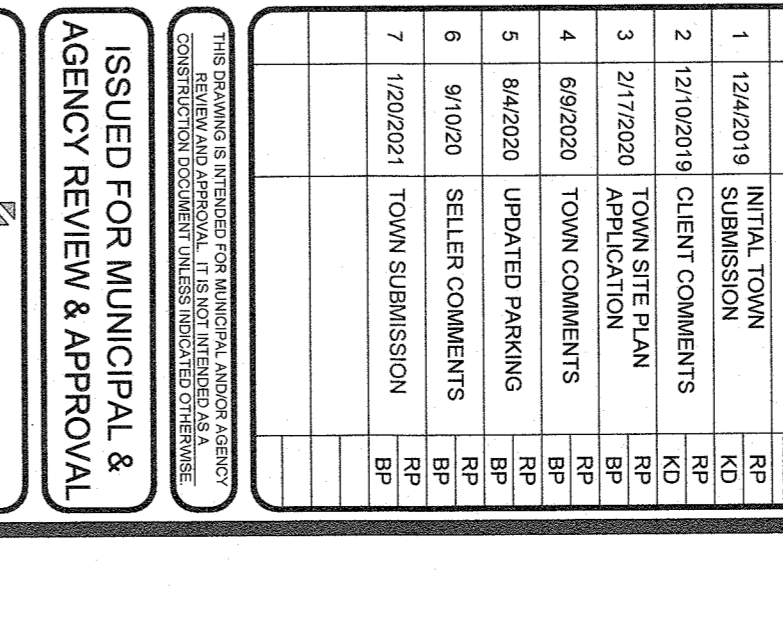 1 12/4/2019 INITIAL TOWN RP
SUBMISSION KD
2 12/10/2019 CLIENT COMMENTS RP
KD
3 2/17/2020 TOWN SITE PLAN RP
APPLICATION BP
4 6/9/2020 TOWN COMMENTS RP
BP
5 8/4/2020 UPDATED PARKING RP
BP
6 9/10/20 SELLER COMMENTS RP
BP
7 1/20/2021 TOWN SUBMISSION RP
BP
THIS DRAWING IS INTENDED FOR MUNICIPAL AND/OR AGENCY
REVIEW AND APPROVAL. IT IS NOT INTENDED AS A
CONSTRUCTION DOCUMENT UNLESS INDICATED OTHERWISE.
ISSUED FOR MUNICIPAL &
AGENCY REVIEW & APPROVAL